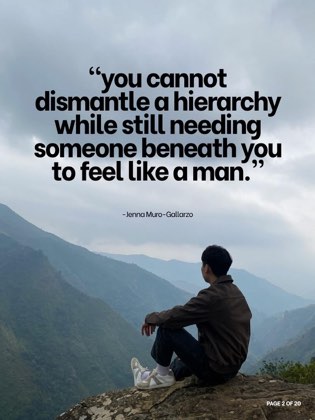 “you cannot
dismantle a hierarchy
while still needing
someone beneath you
to feel like a man.”
-Jenna Muro-Gallarzo
PAGE 2 OF 20